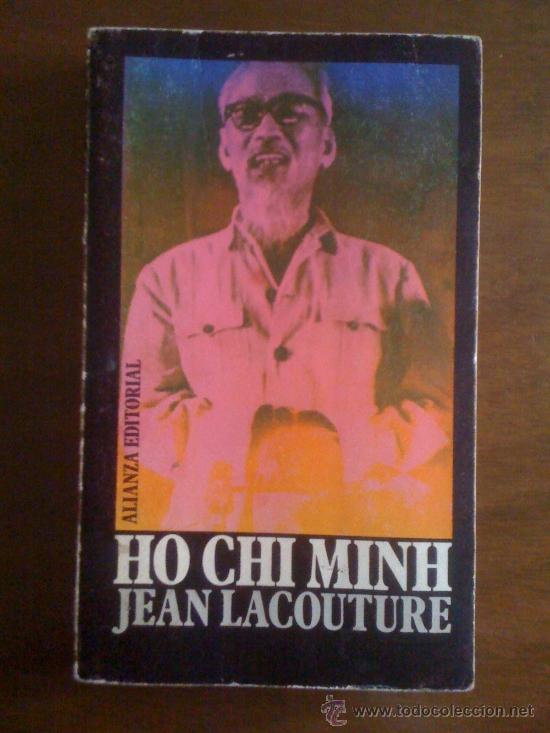 ALIANZA EDITORIAL
HO CHI MINH
JEAN LACOUTURE
www.todocoleccion.net